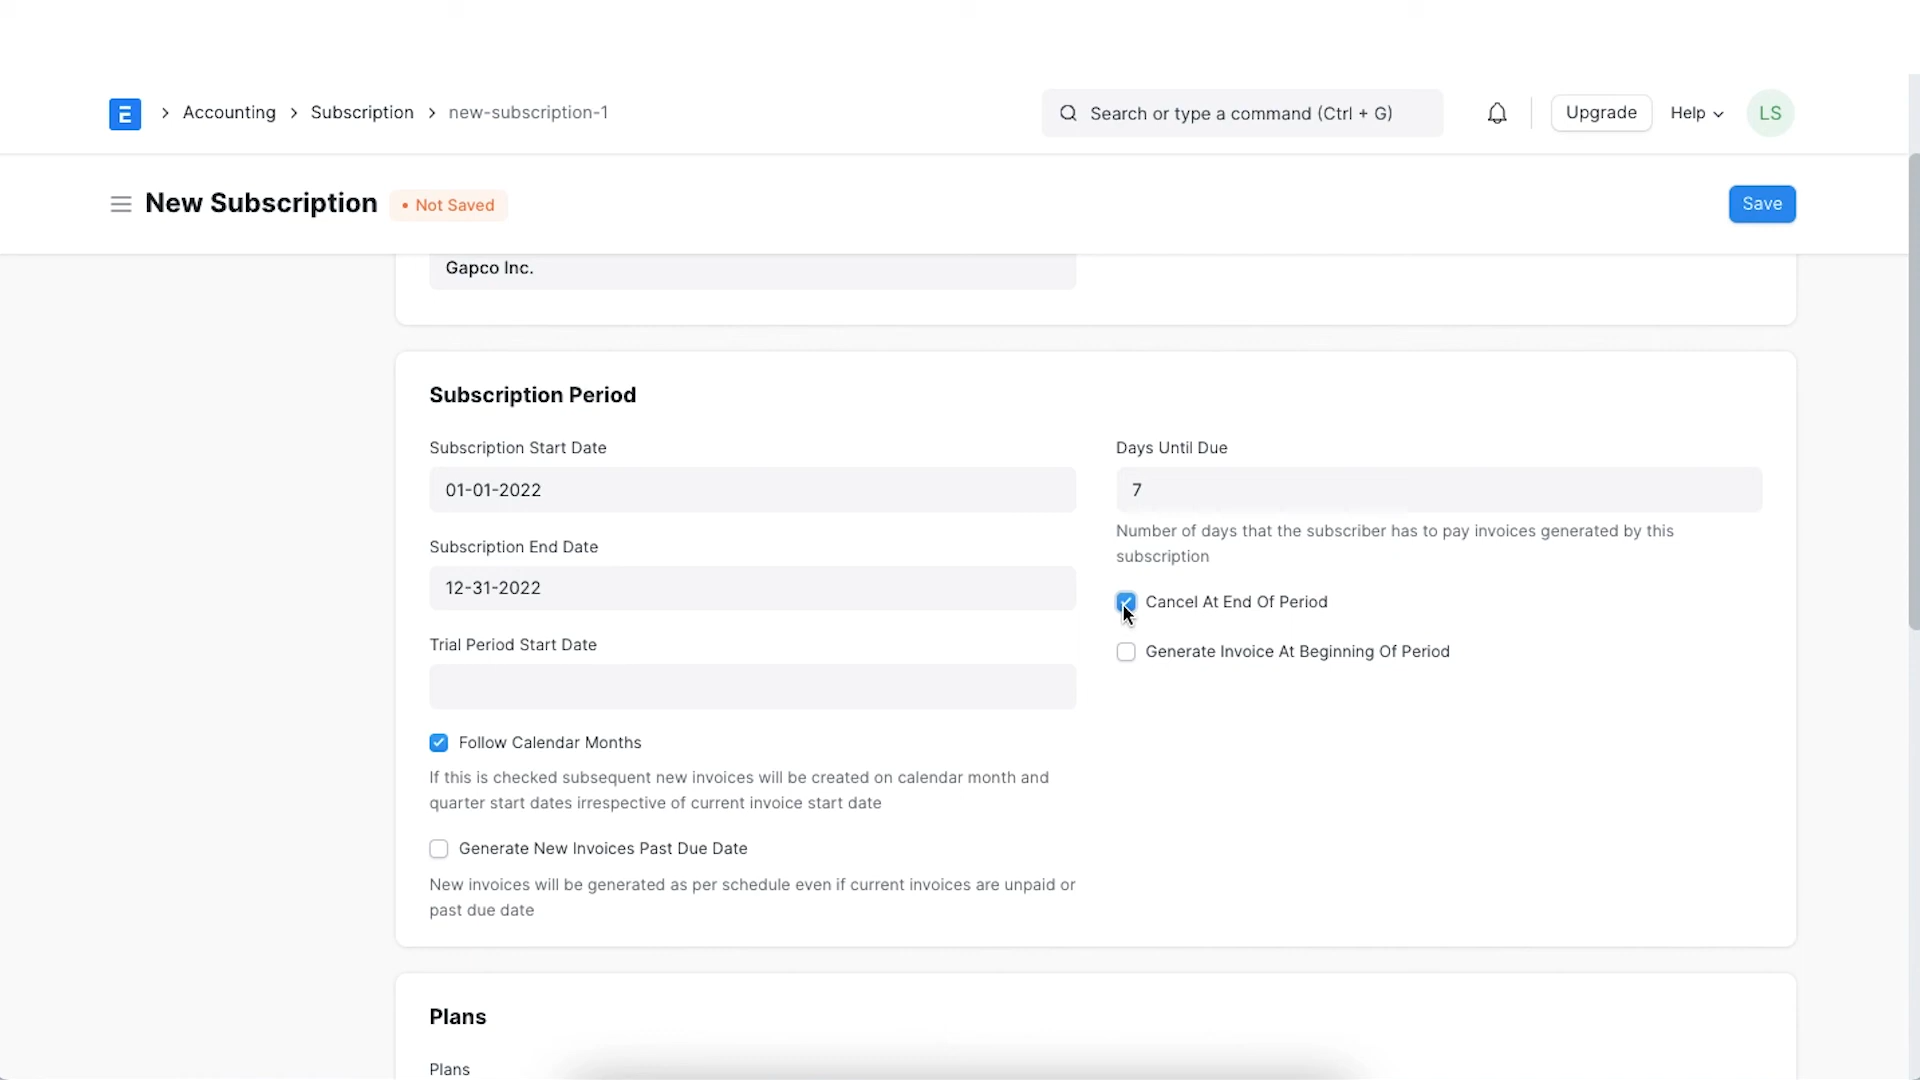 E > Accounting > Subscription > new-subscription-1
Search or type a command (Ctrl + G)
Upgrade
Help
LS
New Subscription
• Not Saved
Save
Gapco Inc.
Subscription Period
Subscription Start Date
01-01-2022
Subscription End Date
12-31-2022
Trial Period Start Date
Follow Calendar Months
If this is checked subsequent new invoices will be created on calendar month and
quarter start dates irrespective of current invoice start date
Generate New Invoices Past Due Date
New invoices will be generated as per schedule even if current invoices are unpaid or
past due date
Days Until Due
7
Number of days that the subscriber has to pay invoices generated by this
subscription
Cancel At End Of Period
Generate Invoice At Beginning Of Period
Plans
Plans